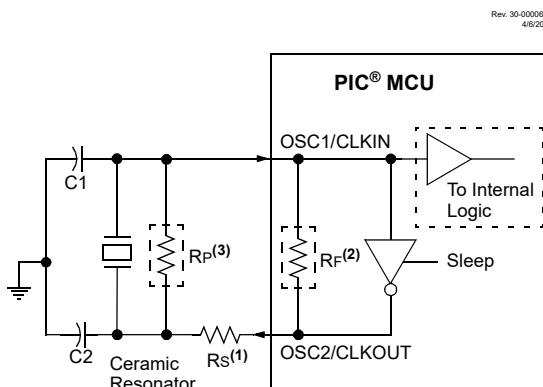 Rev. 30-00006
4/6/20
PIC® MCU
OSC1/CLKIN
C1
To Internal
Logic
RP(3)
RF(2)
Sleep
C2
RS(1)
OSC2/CLKOUT
Ceramic
Resonator